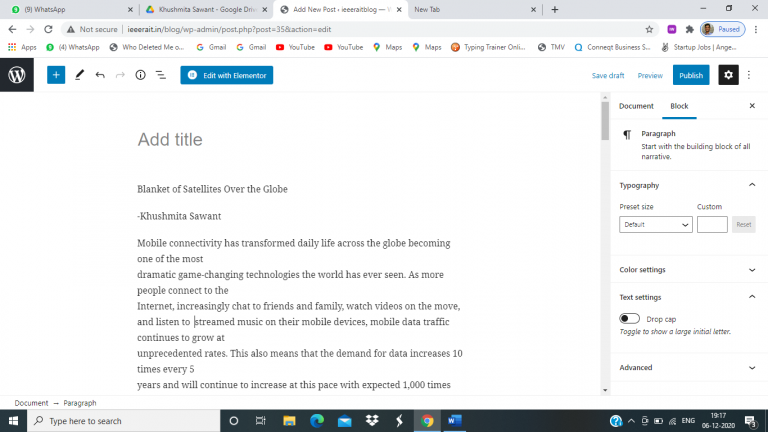 (9) WhatsApp
Khushmita Sawant - Google Driv
Add New Post ‹ ieeeraitblog — W
New Tab
Not secure | ieeerait.in/blog/wp-admin/post.php?post=35&action=edit
Paused
Apps
(4) WhatsApp
Who Deleted Me o...
Gmail
Gmail
YouTube
Maps
Maps
Typing Trainer Onli...
TMV
Conneqt Business S...
Startup Jobs | Ange...
Edit with Elementor
Save draft
Preview
Publish
Add title
Blanket of Satellites Over the Globe
-Khushmita Sawant
Mobile connectivity has transformed daily life across the globe becoming
one of the most
dramatic game-changing technologies the world has ever seen. As more
people connect to the
Internet, increasingly chat to friends and family, watch videos on the move,
and listen to streamed music on their mobile devices, mobile data traffic
continues to grow at
unprecedented rates. This also means that the demand for data increases 10
times every 5
years and will continue to increase at this pace with expected 1,000 times
Document
Block
Paragraph
Start with the building block of all
narrative.
Typography
Preset size
Custom
Default
Reset
Color settings
Text settings
Drop cap
Toggle to show a large initial letter.
Advanced
Document → Paragraph
Type here to search
ENG
19:17
06-12-2020
3